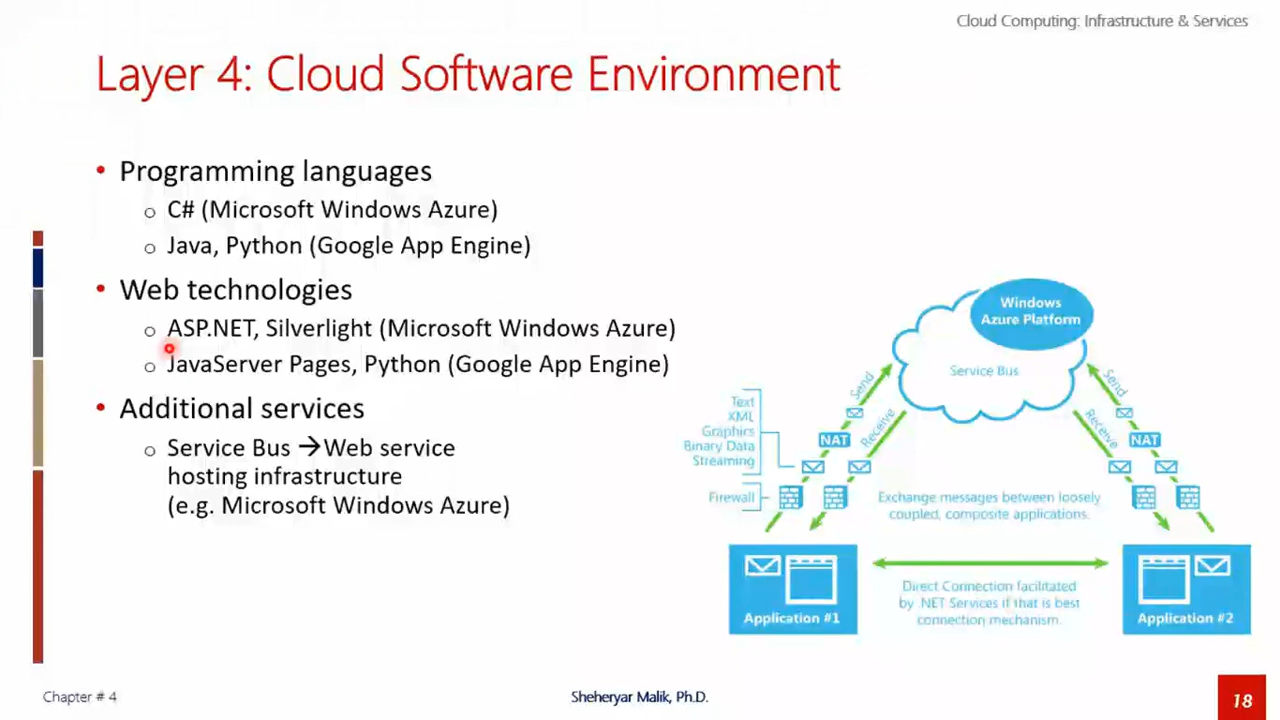 Cloud Computing: Infrastructure & Services
Layer 4: Cloud Software Environment
• Programming languages
o C# (Microsoft Windows Azure)
o Java, Python (Google App Engine)
• Web technologies
o ASP.NET, Silverlight (Microsoft Windows Azure)
o JavaServer Pages, Python (Google App Engine)
• Additional services
o Service Bus →Web service
hosting infrastructure
(e.g. Microsoft Windows Azure)
Windows
Azure Platform
Service Bus
Send
Receive
Send
Receive
Text
XML
Graphics
Binary Data
Streaming
NAT
NAT
Firewall
Exchange messages between loosely
coupled, composite applications.
Direct Connection facilitated
by .NET Services if that is best
connection mechanism.
Application #1
Application #2
Chapter # 4
Sheheryar Malik, Ph.D.
18